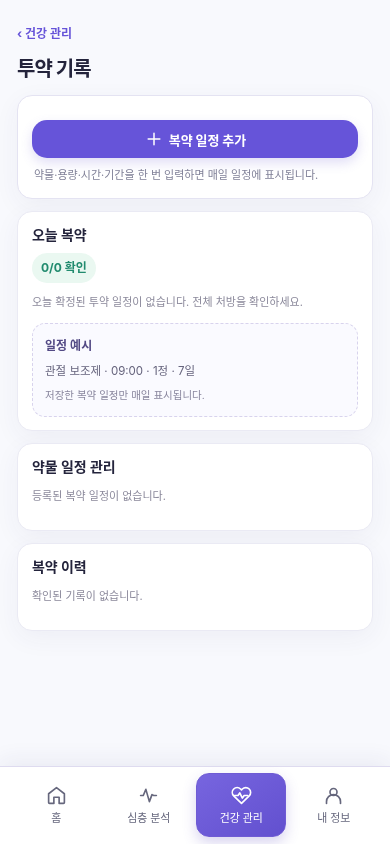 ‹ 건강 관리
투약 기록
복약 일정 추가
약물·용량·시간·기간을 한 번 입력하면 매일 일정에 표시됩니다.
오늘 복약
0/0 확인
오늘 확정된 투약 일정이 없습니다. 전체 처방을 확인하세요.
일정 예시
관절 보조제 · 09:00 · 1정 · 7일
저장한 복약 일정만 매일 표시됩니다.
약물 일정 관리
등록된 복약 일정이 없습니다.
복약 이력
확인된 기록이 없습니다.
홈
심층 분석
건강 관리
내 정보